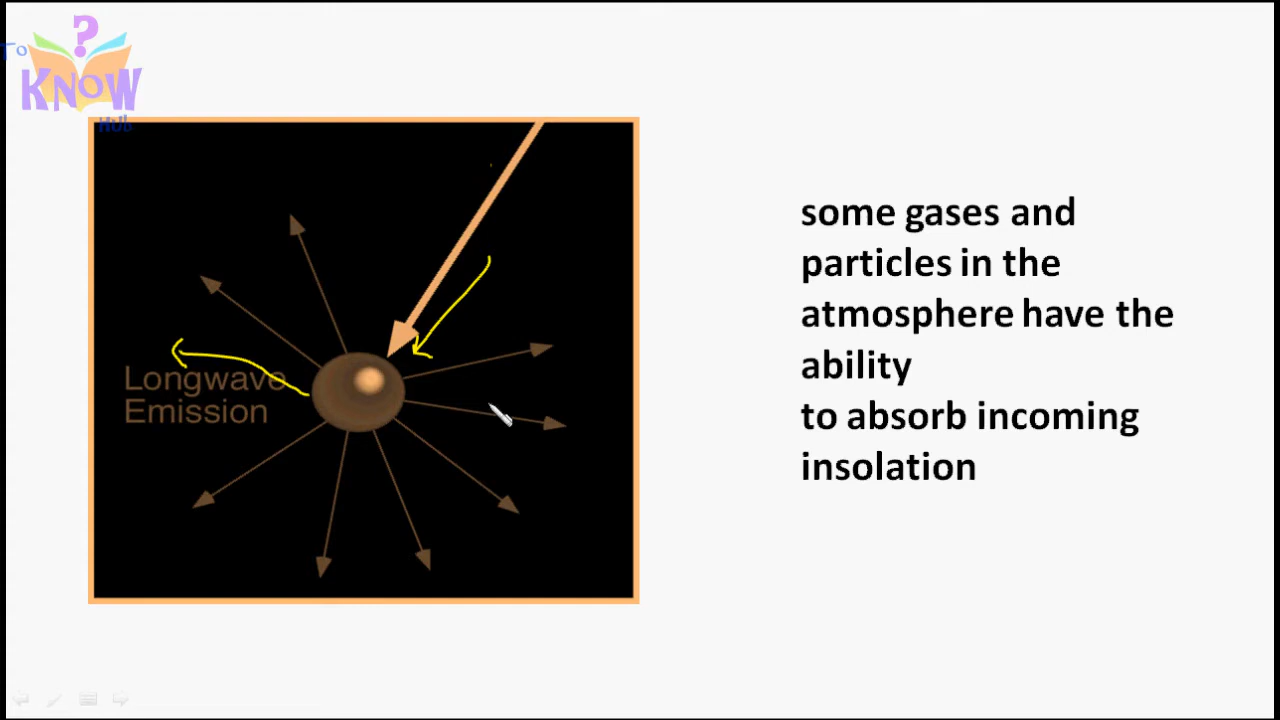 To
?
KNOW
HUb
Longwave
Emission
some gases and
particles in the
atmosphere have the
ability
to absorb incoming
insolation